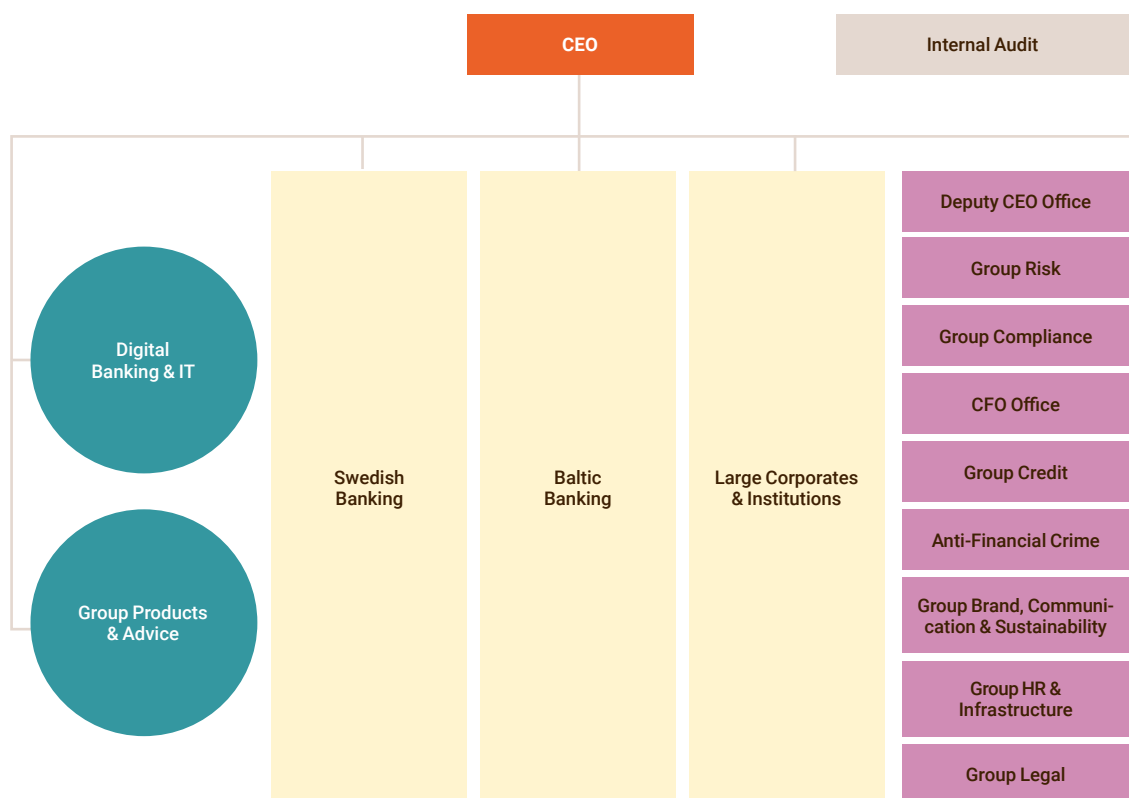 CEO
Internal Audit
Digital
Banking & IT
Group Products
& Advice
Swedish
Banking
Baltic
Banking
Large Corporates
& Institutions
Deputy CEO Office
Group Risk
Group Compliance
CFO Office
Group Credit
Anti-Financial Crime
Group Brand, Communi-
cation & Sustainability
Group HR &
Infrastructure
Group Legal